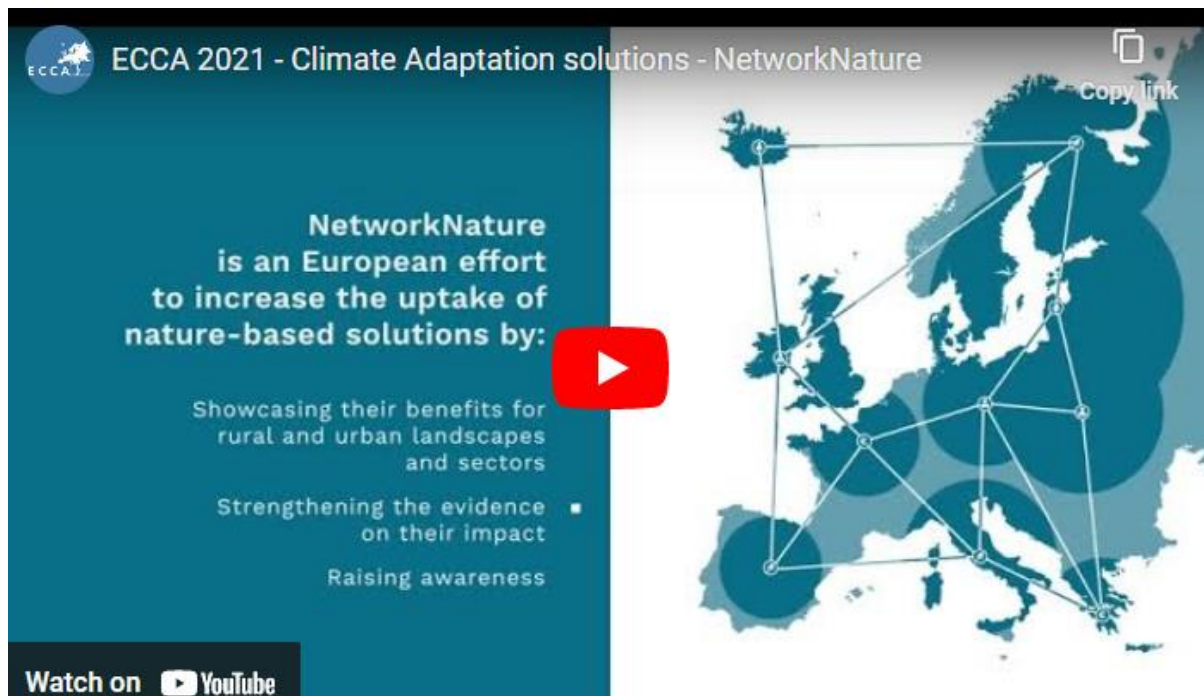 ECCA
ECCA 2021 - Climate Adaptation solutions - NetworkNature
Copy link
NetworkNature
is an European effort
to increase the uptake of
nature-based solutions by:
Showcasing their benefits for
rural and urban landscapes
and sectors
Strengthening the evidence
on their impact
Raising awareness
Watch on YouTube